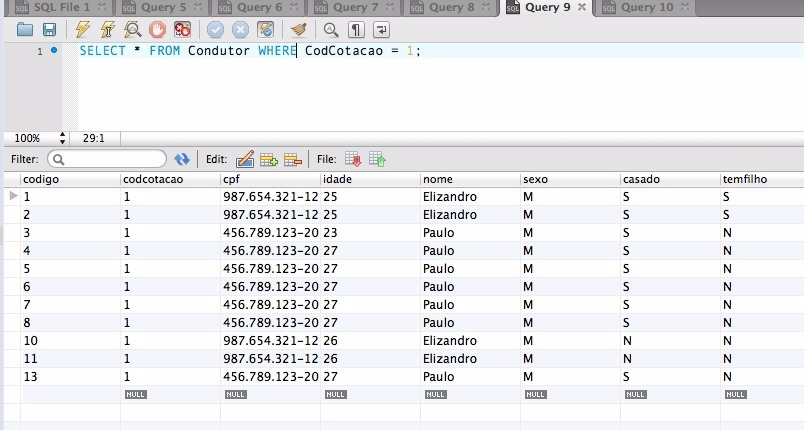 SQL File 1 Query 5 Query 6 Query 7 Query 8 Query 9 Query 10
1 SELECT * FROM Condutor WHERE CodCotacao = 1;
100% 29:1
Filter: Edit: File:
codigo codcotacao cpf idade nome sexo casado temfilho
1 1 987.654.321-12 25 Elizandro M S S
2 1 987.654.321-12 25 Elizandro M S S
3 1 456.789.123-20 23 Paulo M S N
4 1 456.789.123-20 27 Paulo M S N
5 1 456.789.123-20 27 Paulo M S N
6 1 456.789.123-20 27 Paulo M S N
7 1 456.789.123-20 27 Paulo M S N
8 1 456.789.123-20 27 Paulo M S N
10 1 987.654.321-12 26 Elizandro M N N
11 1 987.654.321-12 26 Elizandro M N N
13 1 456.789.123-20 27 Paulo M S N
NULL NULL NULL NULL NULL NULL NULL